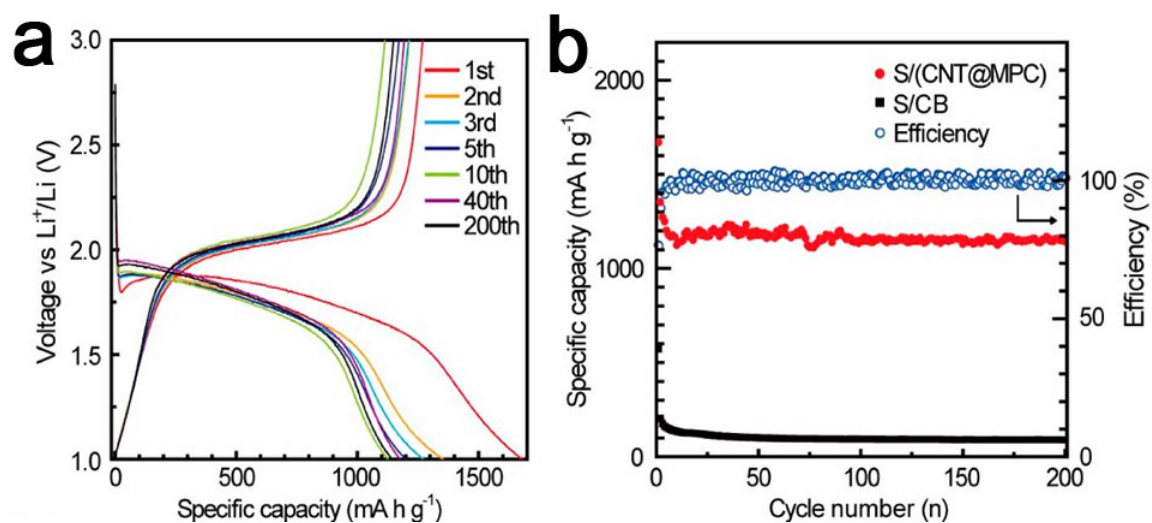 a
3.0
2.5
2.0
1.5
1.0
Voltage vs Li⁺/Li (V)
0
500
1000
1500
Specific capacity (mA h g⁻¹)
1st
2nd
3rd
5th
10th
40th
200th
b
2000
1000
0
Specific capacity (mA h g⁻¹)
S/(CNT@MPC)
S/CB
Efficiency
100
50
0
Efficiency (%)
0
50
100
150
200
Cycle number (n)